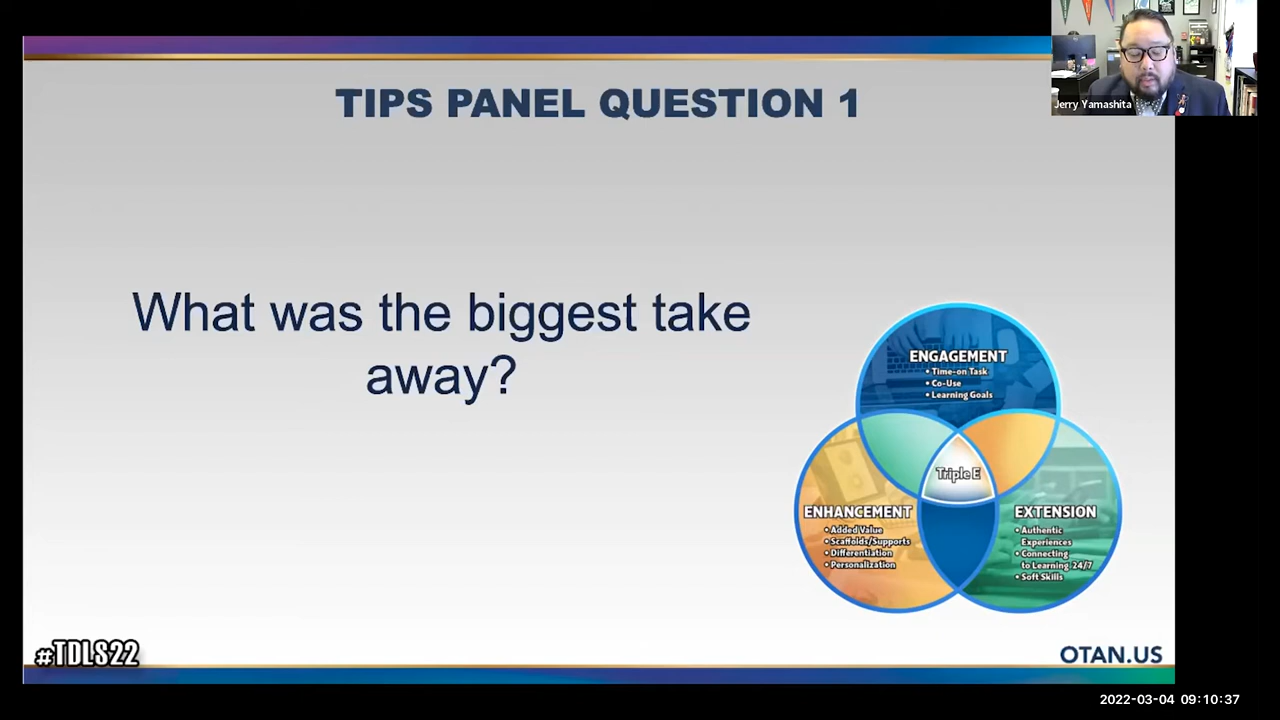 TIPS PANEL QUESTION 1
Jerry Yamashita
What was the biggest take
away?
ENGAGEMENT
• Time-on Task
• Co-Use
• Learning Goals
Triple E
ENHANCEMENT
• Added Value
• Scaffolds/Supports
• Differentiation
• Personalization
EXTENSION
• Authentic
Experiences
• Connecting
to Learning 24/7
• Soft Skills
#TDLS22
OTAN.US
2022-03-04 09:10:37